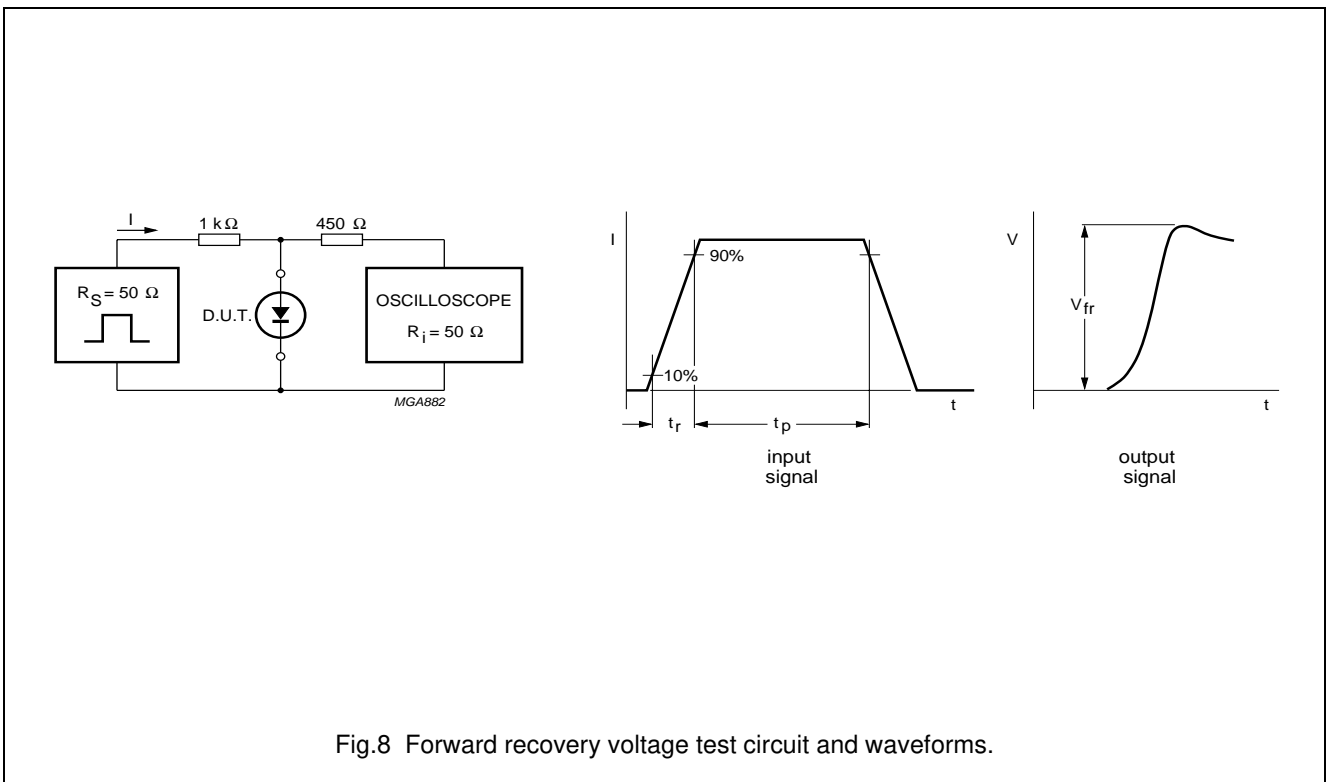 I
1 kΩ
450 Ω
R_S = 50 Ω
D.U.T.
OSCILLOSCOPE
R_i = 50 Ω
MGA882
I
90%
10%
t
t_r
t_p
input
signal
V
V_fr
t
output
signal
Fig.8 Forward recovery voltage test circuit and waveforms.